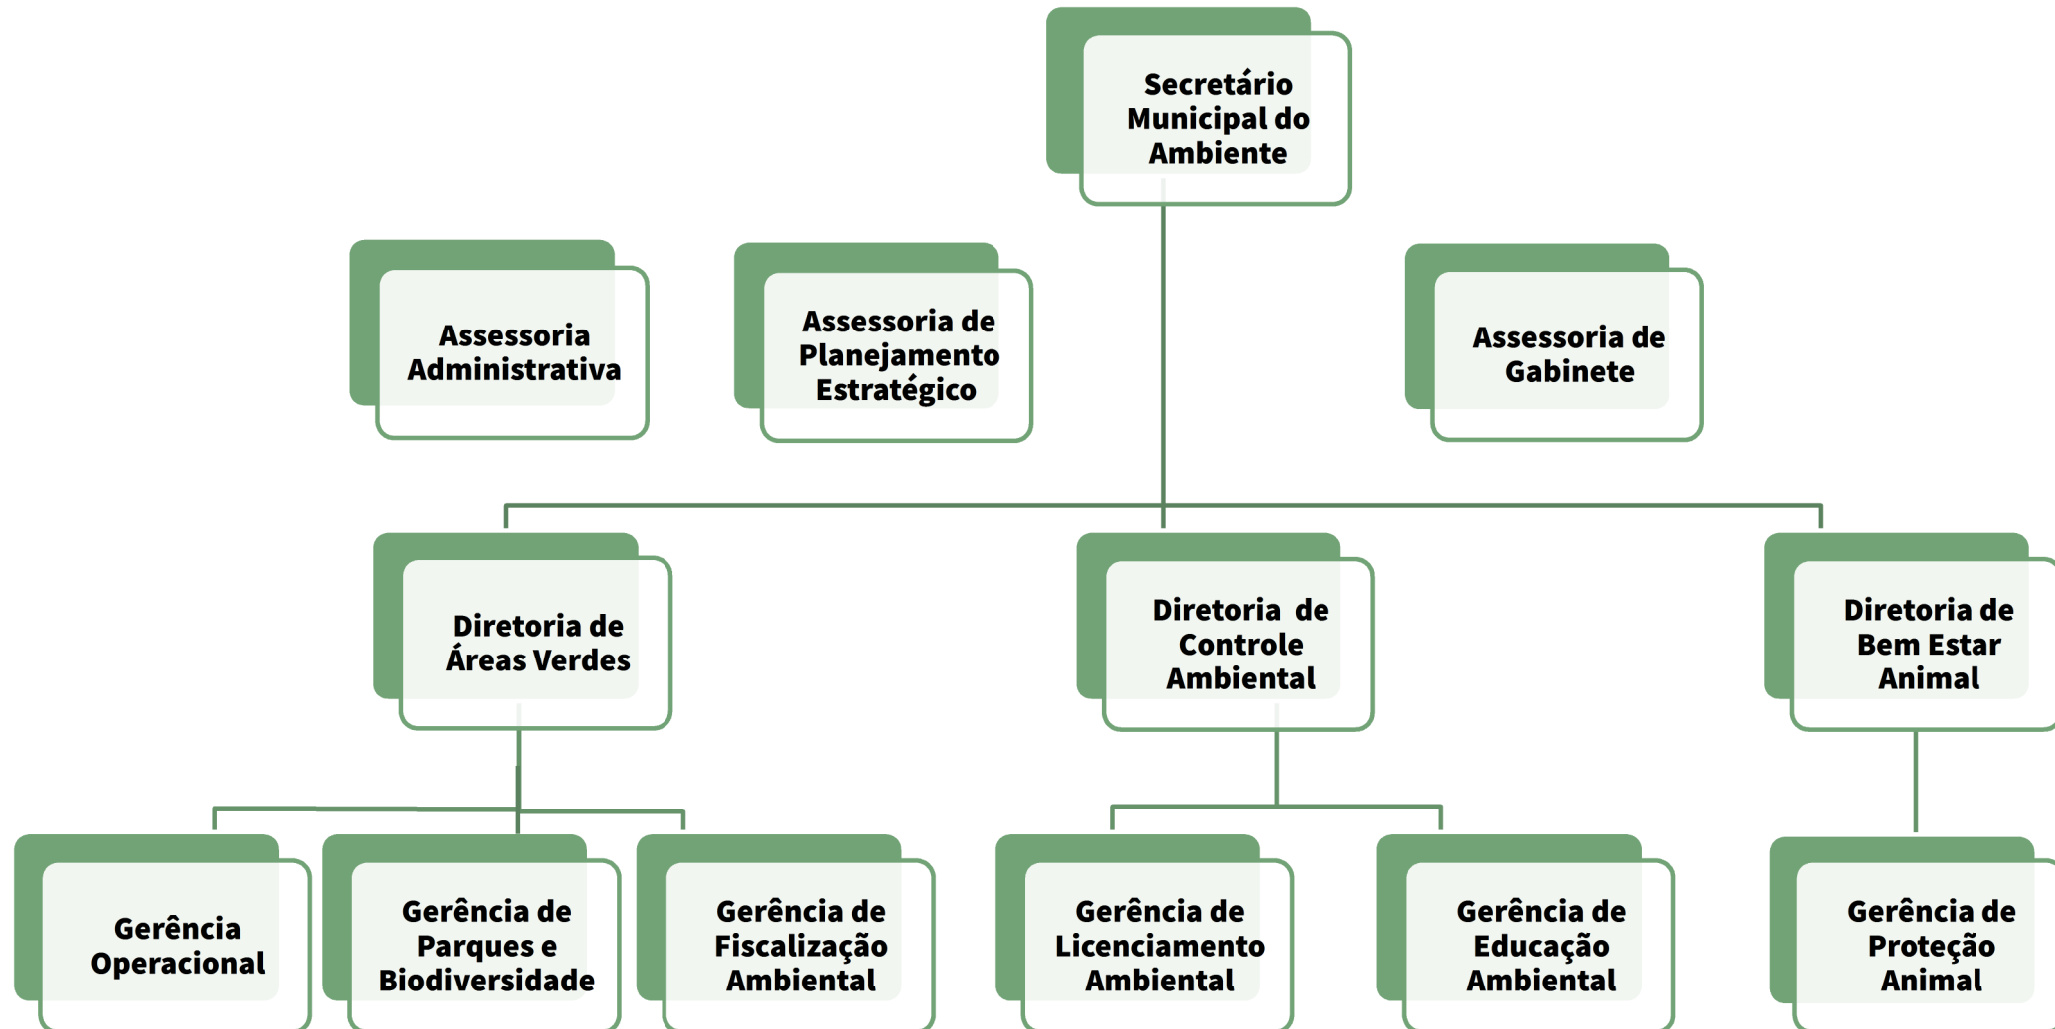 Secretário
Municipal do
Ambiente
Assessoria
Administrativa
Assessoria de
Planejamento
Estratégico
Assessoria de
Gabinete
Diretoria de
Áreas Verdes
Diretoria  de
Controle
Ambiental
Diretoria de
Bem Estar
Animal
Gerência
Operacional
Gerência de
Parques e
Biodiversidade
Gerência de
Fiscalização
Ambiental
Gerência de
Licenciamento
Ambiental
Gerência de
Educação
Ambiental
Gerência de
Proteção
Animal